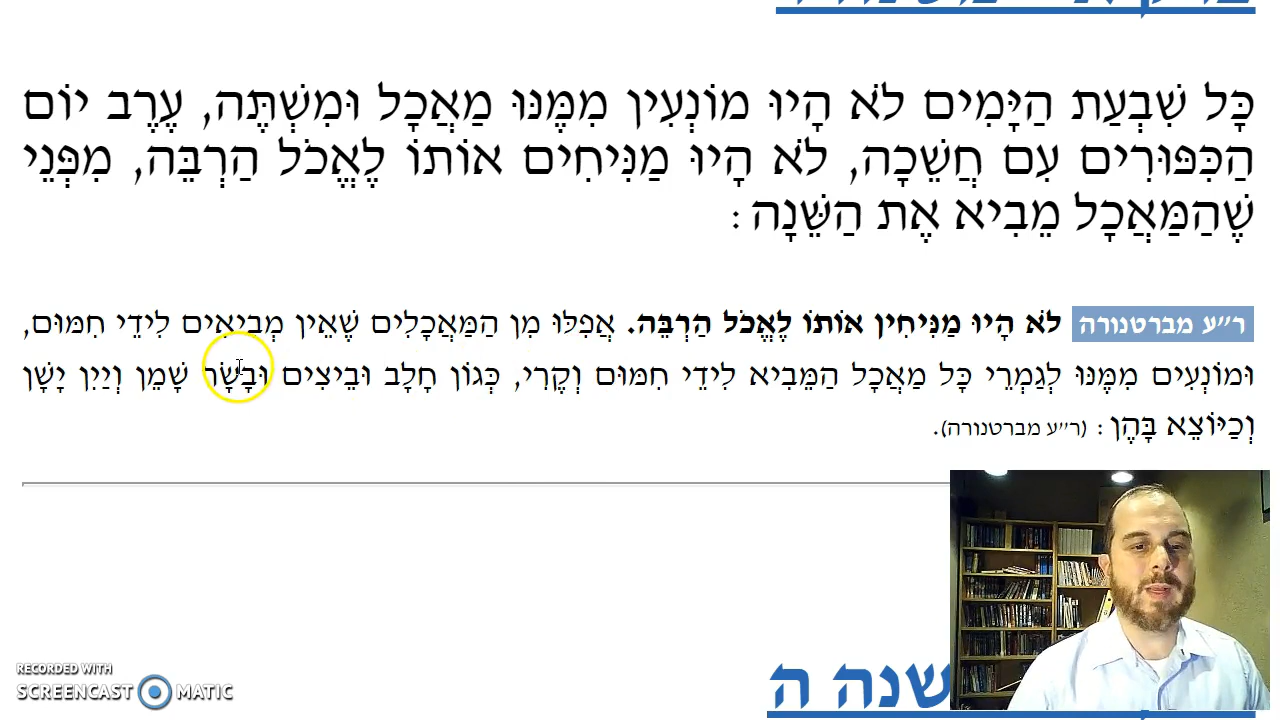 כָּל שִׁבְעַת הַיָּמִים לֹא הָיוּ מוֹנְעִין מִמֶּנּוּ מַאֲכָל וּמִשְׁתֶּה, עֶרֶב יוֹם
הַכִּפּוּרִים עִם חֲשֵׁכָה, לֹא הָיוּ מַנִּיחִים אוֹתוֹ לֶאֱכֹל הַרְבֵּה, מִפְּנֵי
שֶׁהַמַּאֲכָל מֵבִיא אֶת הַשֵּׁנָה:
ר״ע מברטנורה לֹא הָיוּ מַנִּיחִין אוֹתוֹ לֶאֱכֹל הַרְבֵּה. אֲפִלּוּ מִן הַמַּאֲכָלִים שֶׁאֵין מְבִיאִים לִידֵי חִמּוּם,
וּמוֹנְעִים מִמֶּנּוּ לְגַמְרֵי כָּל מַאֲכָל הַמֵּבִיא לִידֵי חִמּוּם וְקֶרִי, כְּגוֹן חָלָב וּבֵיצִים וּבָשָׂר שָׁמֵן וְיַיִן יָשָׁן
וְכַיּוֹצֵא בָּהֶן: (ר״ע מברטנורה).
שנה ה
RECORDED WITH
SCREENCAST MATIC